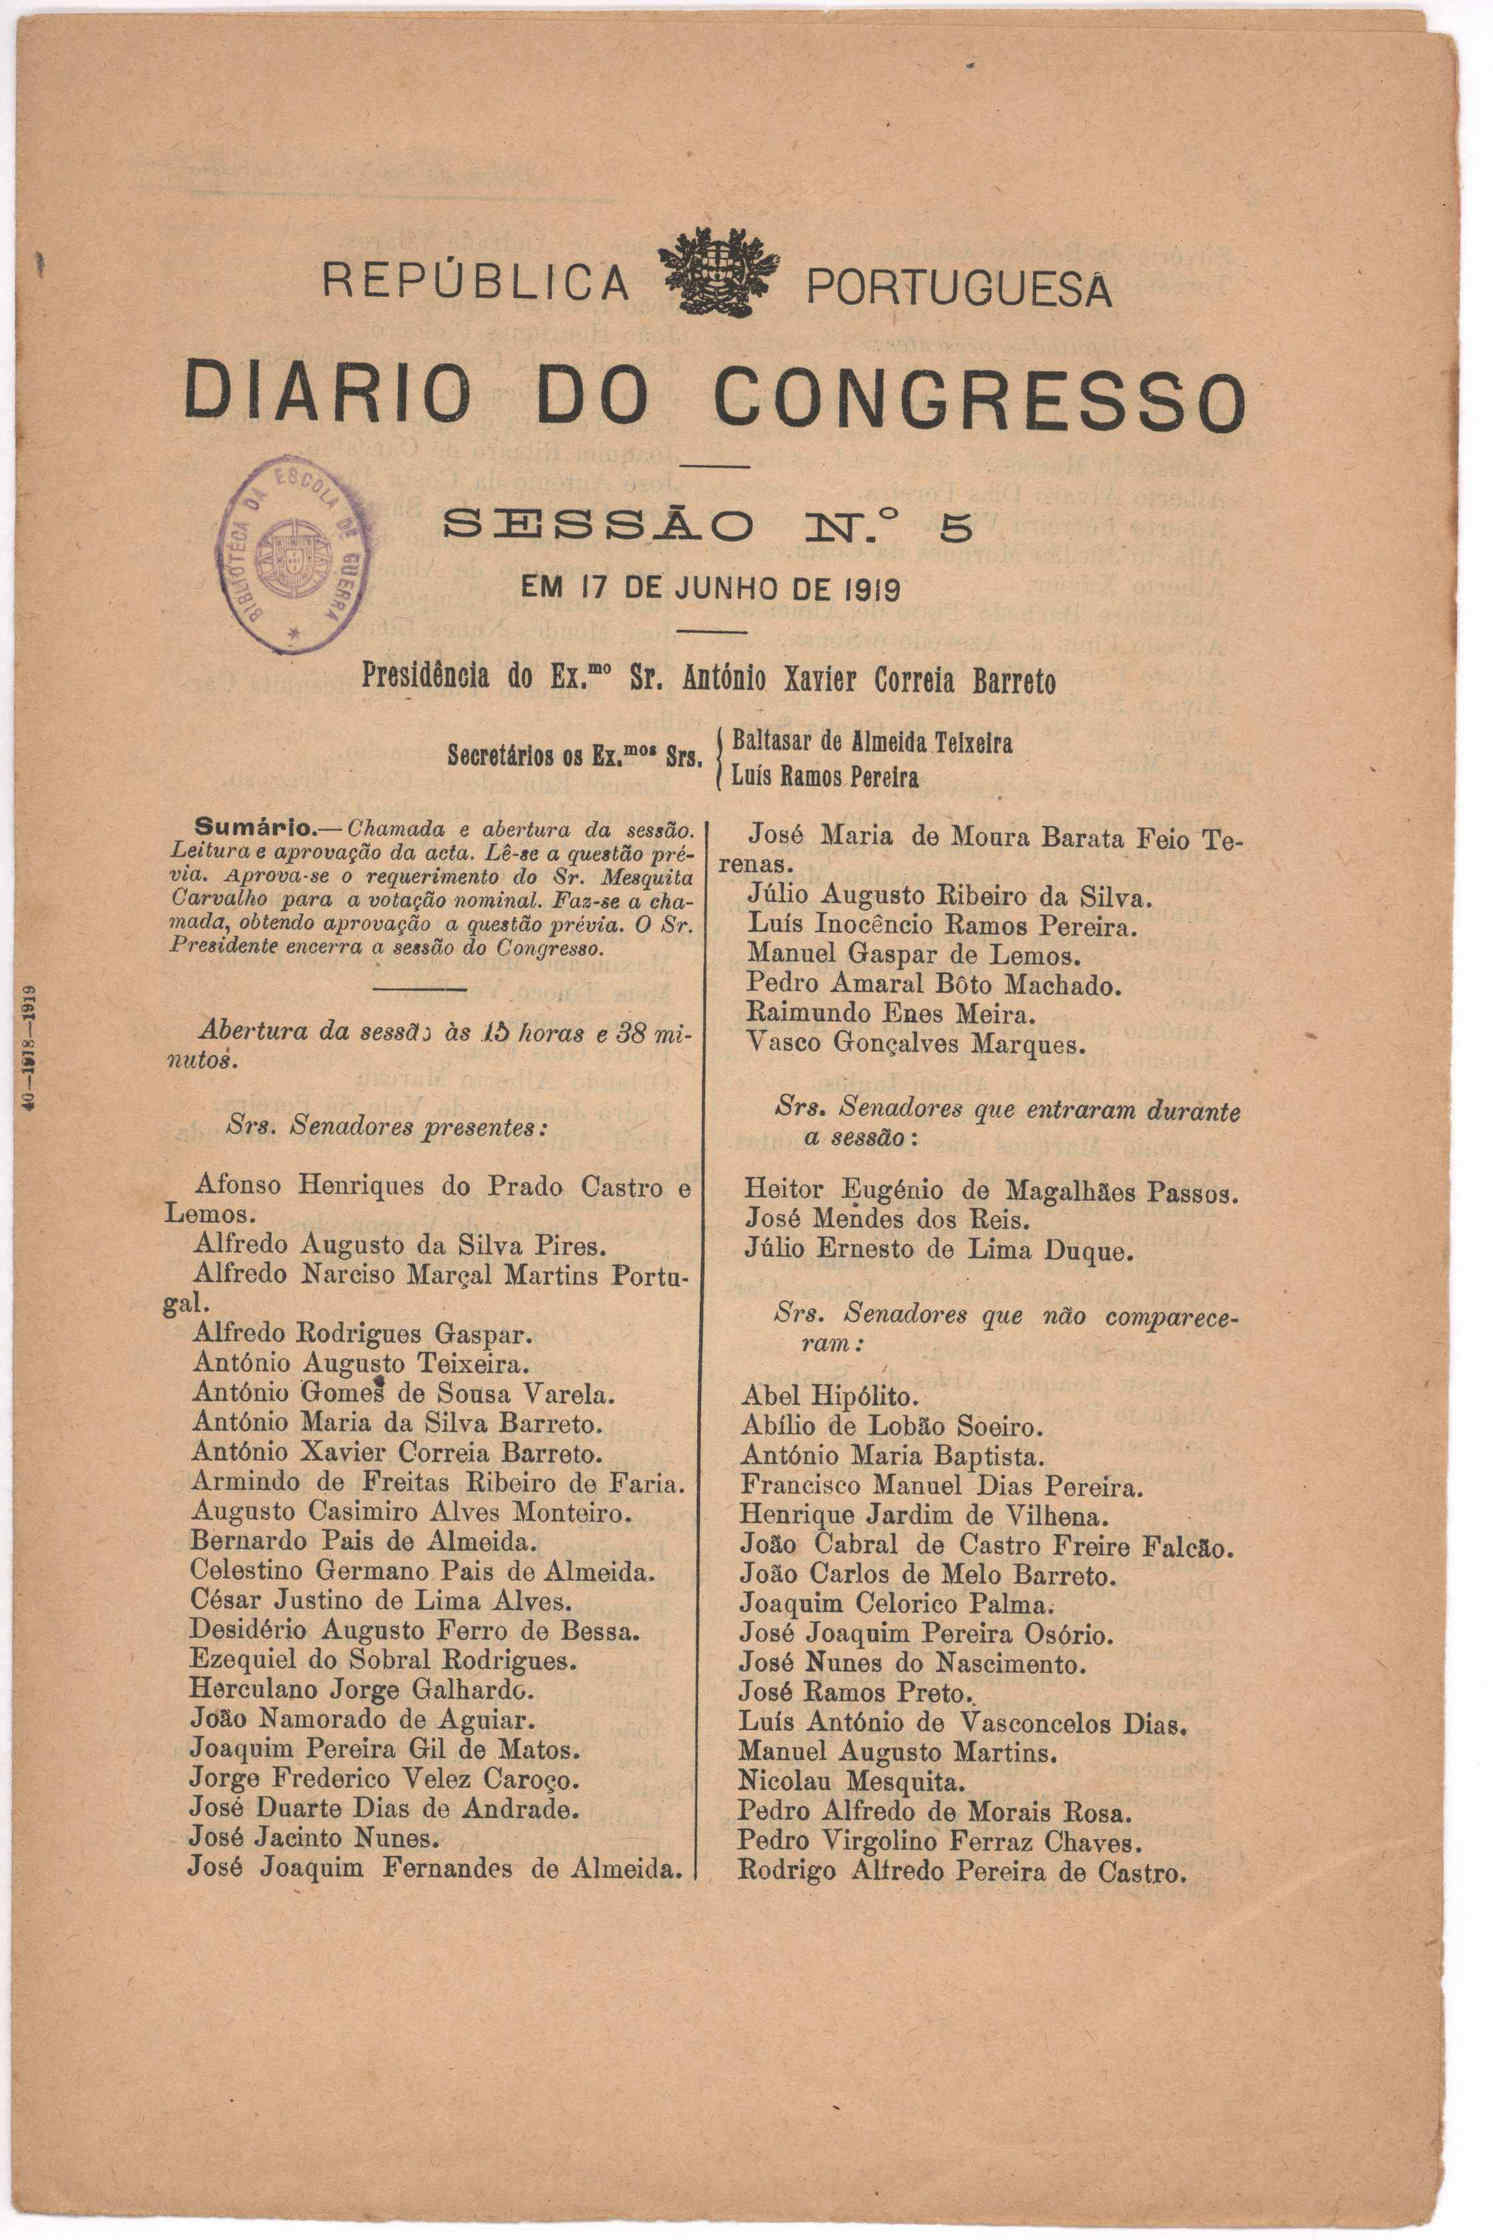 REPÚBLICA PORTUGUESA
DIARIO DO CONGRESSO
BIBLIOTÉCA DA ESCOLA DE GUERRA
SESSÃO N.º 5
EM 17 DE JUNHO DE 1919
Presidência do Ex.mo Sr. António Xavier Correia Barreto
Secretários os Ex.mos Srs.
Baltasar de Almeida Teixeira
Luís Ramos Pereira
Sumário.—Chamada e abertura da sessão.
Leitura e aprovação da acta. Lê-se a questão pré-
via. Aprova-se o requerimento do Sr. Mesquita
Carvalho para a votação nominal. Faz-se a cha-
mada, obtendo aprovação a questão prévia. O Sr.
Presidente encerra a sessão do Congresso.
Abertura da sessão às 15 horas e 38 mi-
nutos.
Srs. Senadores presentes:
Afonso Henriques do Prado Castro e
Lemos.
Alfredo Augusto da Silva Pires.
Alfredo Narciso Marçal Martins Portu-
gal.
Alfredo Rodrigues Gaspar.
António Augusto Teixeira.
António Gomes de Sousa Varela.
António Maria da Silva Barreto.
António Xavier Correia Barreto.
Armindo de Freitas Ribeiro de Faria.
Augusto Casimiro Alves Monteiro.
Bernardo Pais de Almeida.
Celestino Germano Pais de Almeida.
César Justino de Lima Alves.
Desidério Augusto Ferro de Bessa.
Ezequiel do Sobral Rodrigues.
Herculano Jorge Galhardo.
João Namorado de Aguiar.
Joaquim Pereira Gil de Matos.
Jorge Frederico Velez Caroço.
José Duarte Dias de Andrade.
José Jacinto Nunes.
José Joaquim Fernandes de Almeida.
José Maria de Moura Barata Feio Te-
renas.
Júlio Augusto Ribeiro da Silva.
Luís Inocêncio Ramos Pereira.
Manuel Gaspar de Lemos.
Pedro Amaral Bôto Machado.
Raimundo Enes Meira.
Vasco Gonçalves Marques.
Srs. Senadores que entraram durante
a sessão:
Heitor Eugénio de Magalhães Passos.
José Mendes dos Reis.
Júlio Ernesto de Lima Duque.
Srs. Senadores que não comparece-
ram:
Abel Hipólito.
Abílio de Lobão Soeiro.
António Maria Baptista.
Francisco Manuel Dias Pereira.
Henrique Jardim de Vilhena.
João Cabral de Castro Freire Falcão.
João Carlos de Melo Barreto.
Joaquim Celorico Palma.
José Joaquim Pereira Osório.
José Nunes do Nascimento.
José Ramos Preto.
Luís António de Vasconcelos Dias.
Manuel Augusto Martins.
Nicolau Mesquita.
Pedro Alfredo de Morais Rosa.
Pedro Virgolino Ferraz Chaves.
Rodrigo Alfredo Pereira de Castro.
40—1918—1919